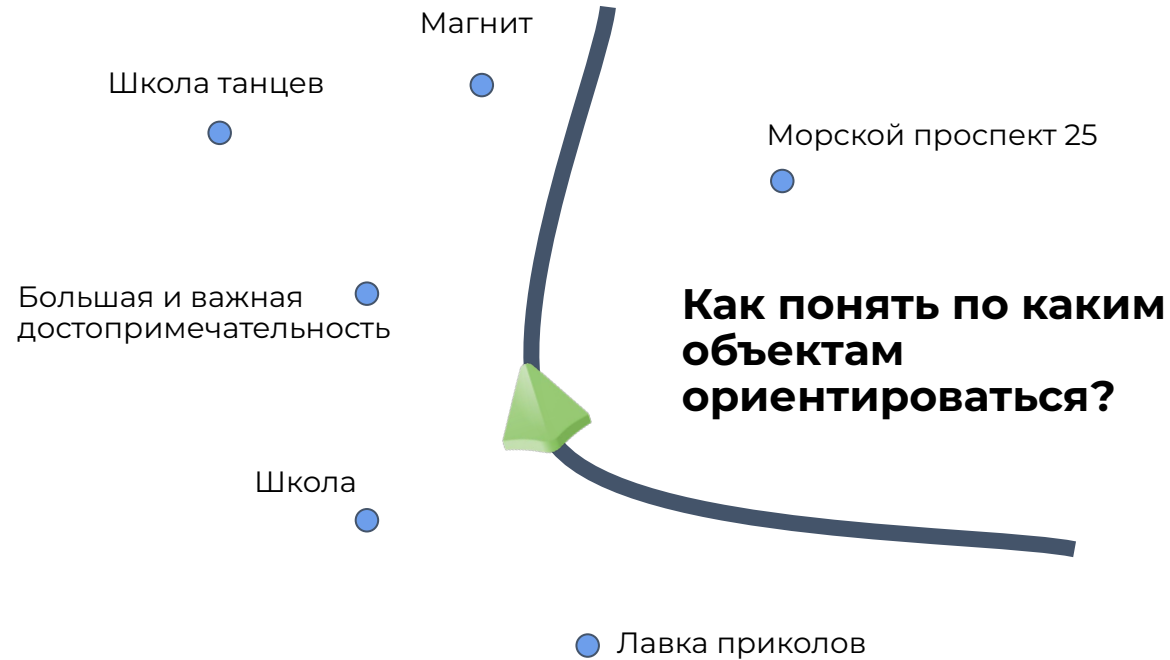 Магнит
Школа танцев
Морской проспект 25
Большая и важная
достопримечательность
Как понять по каким
объектам
ориентироваться?
Школа
Лавка приколов